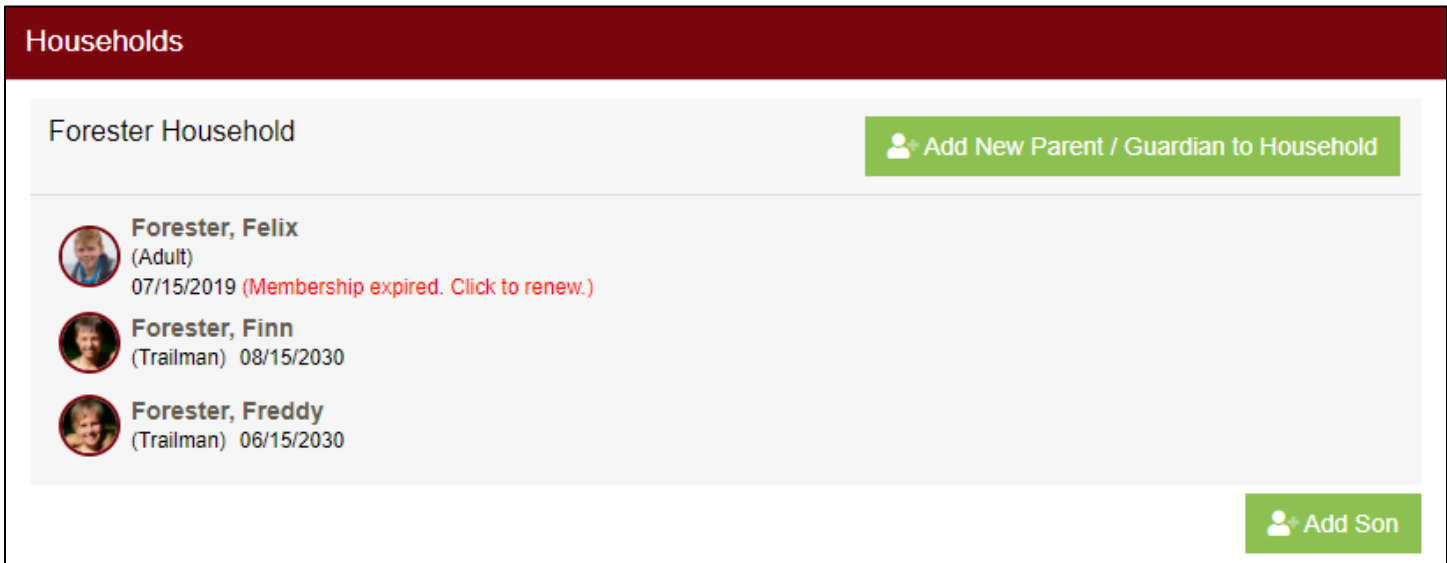 Households
Forester Household
Add New Parent / Guardian to Household
Forester, Felix
(Adult)
07/15/2019 (Membership expired. Click to renew.)
Forester, Finn
(Trailman) 08/15/2030
Forester, Freddy
(Trailman) 06/15/2030
Add Son